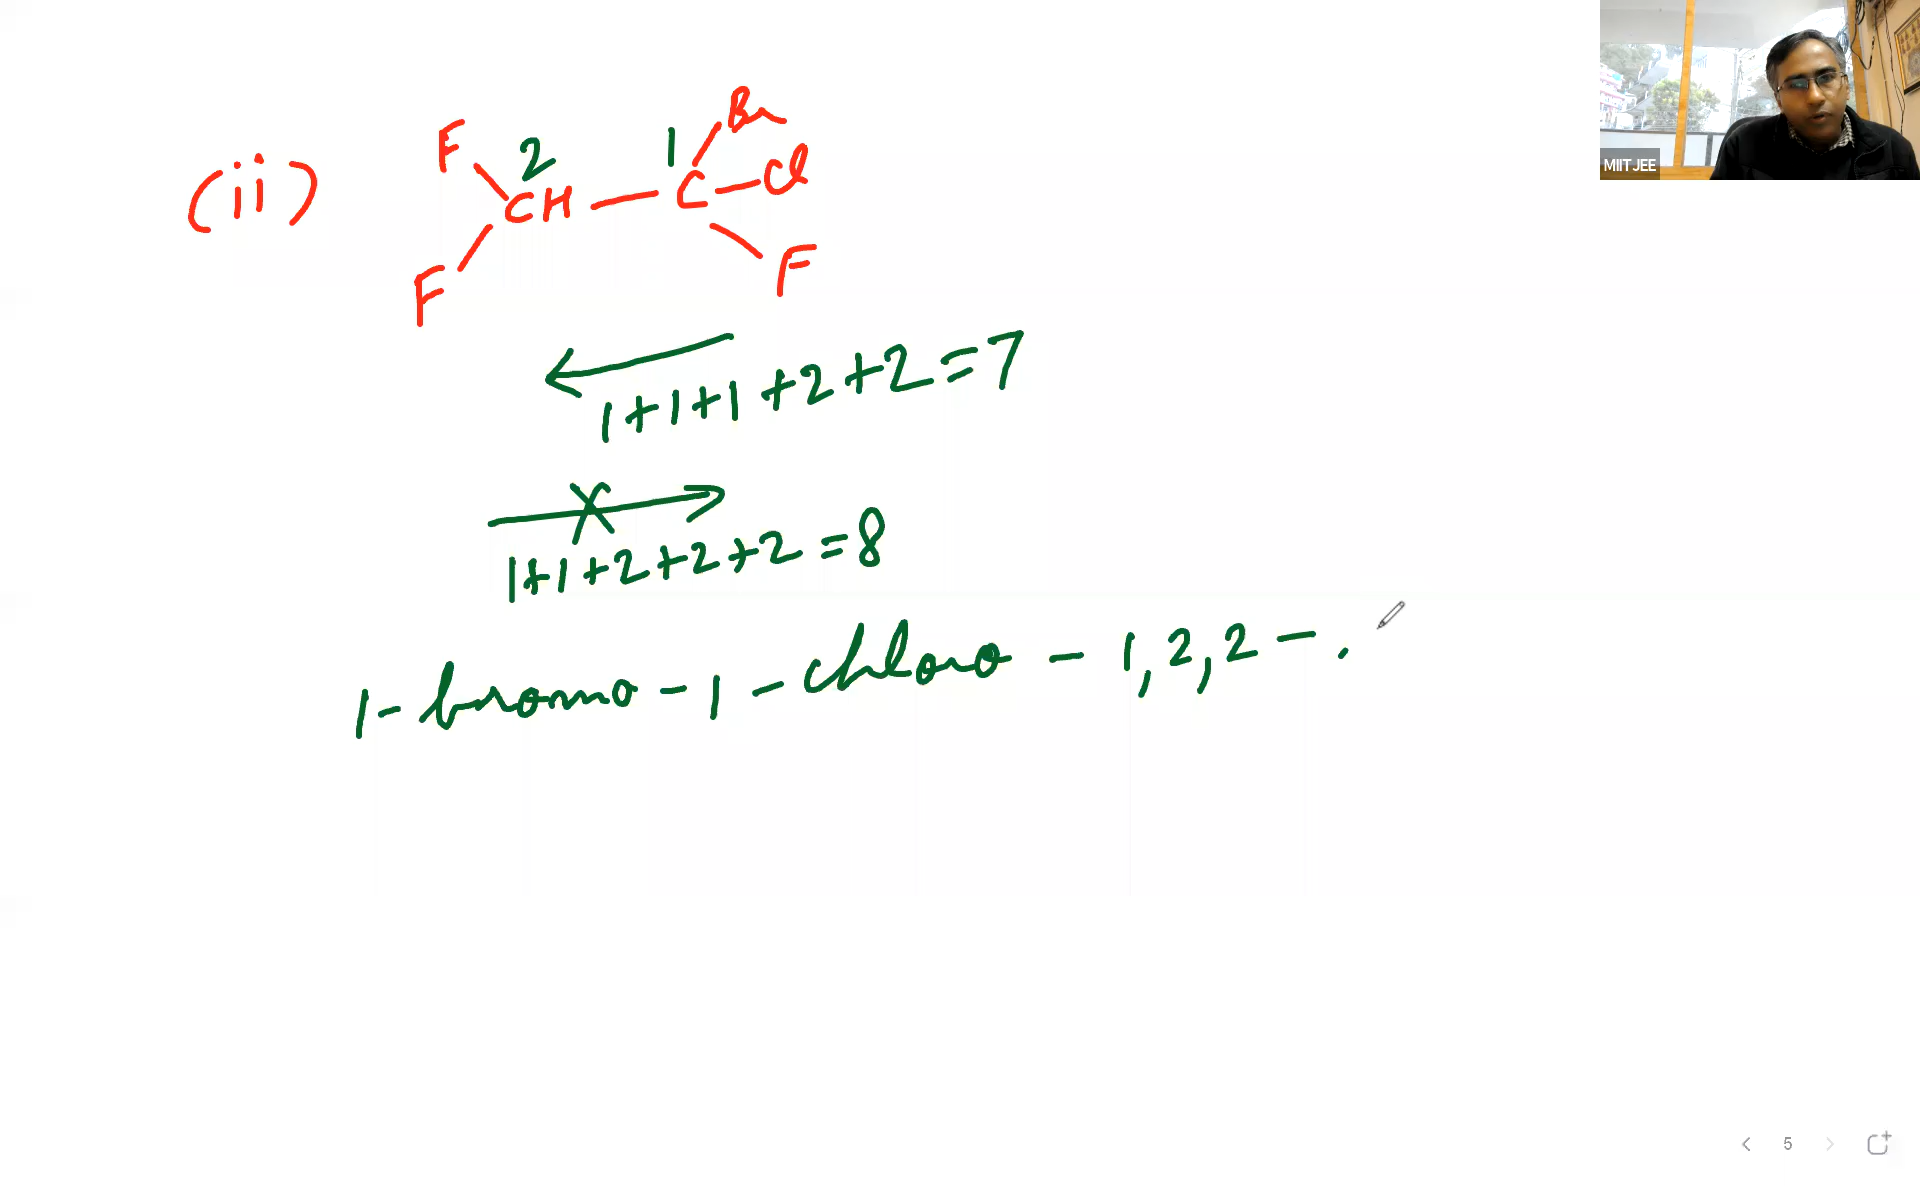 Br
F 2 1
(ii) CH — C — Cl
F F
1+1+1+2+2=7
1+1+2+2+2=8
1-bromo-1-chloro-1,2,2-.
MIIT JEE
5